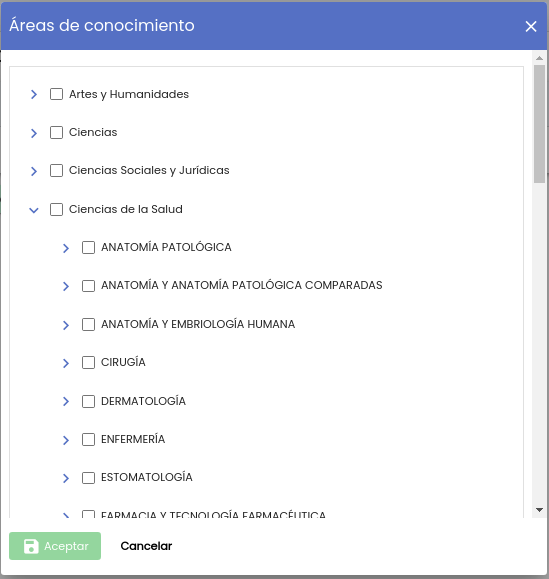 Áreas de conocimiento
Artes y Humanidades
Ciencias
Ciencias Sociales y Jurídicas
Ciencias de la Salud
ANATOMÍA PATOLÓGICA
ANATOMÍA Y ANATOMÍA PATOLÓGICA COMPARADAS
ANATOMÍA Y EMBRIOLOGÍA HUMANA
CIRUGÍA
DERMATOLOGÍA
ENFERMERÍA
ESTOMATOLOGÍA
FARMACIA Y TECNOLOGÍA FARMACÉUTICA
Aceptar Cancelar